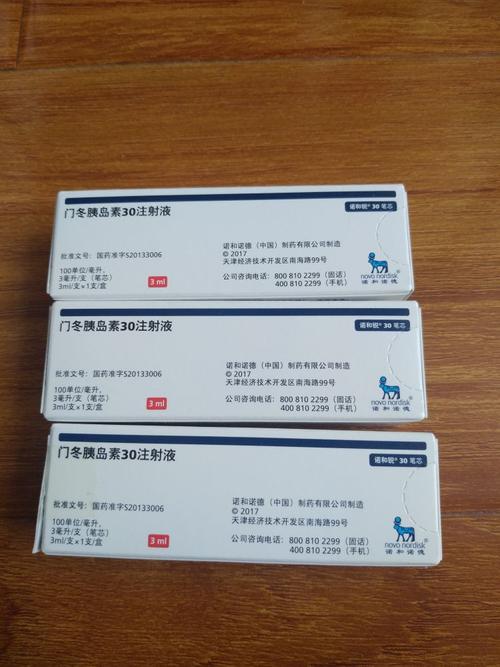 门冬胰岛素30注射液
诺和锐® 30 笔芯
批准文号：国药准字S20133006
100单位/毫升，
3毫升/支（笔芯）
3ml/支×1支/盒
3 ml
诺和诺德（中国）制药有限公司制造
© 2017
天津经济技术开发区南海路99号
公司咨询电话：800 810 2299（固话）
400 810 2299（手机）
novo nordisk®
诺和诺德
门冬胰岛素30注射液
诺和锐® 30 笔芯
批准文号：国药准字S20133006
100单位/毫升，
3毫升/支（笔芯）
3ml/支×1支/盒
3 ml
诺和诺德（中国）制药有限公司制造
© 2017
天津经济技术开发区南海路99号
公司咨询电话：800 810 2299（固话）
400 810 2299（手机）
novo nordisk®
诺和诺德
门冬胰岛素30注射液
诺和锐® 30 笔芯
批准文号：国药准字S20133006
100单位/毫升，
3毫升/支（笔芯）
3ml/支×1支/盒
3 ml
诺和诺德（中国）制药有限公司制造
© 2017
天津经济技术开发区南海路99号
公司咨询电话：800 810 2299（固话）
400 810 2299（手机）
novo nordisk®
诺和诺德